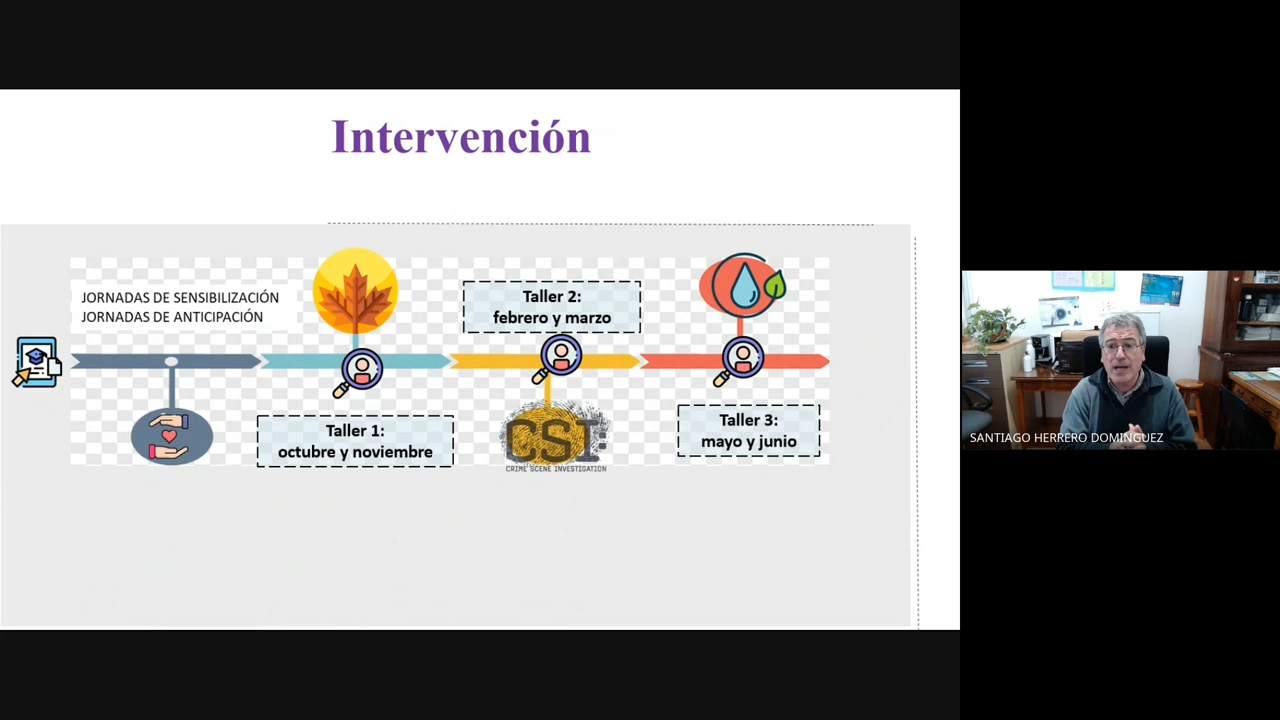 Intervención
JORNADAS DE SENSIBILIZACIÓN
JORNADAS DE ANTICIPACIÓN
Taller 1:
octubre y noviembre
Taller 2:
febrero y marzo
CSI:
CRIME SCENE INVESTIGATION
Taller 3:
mayo y junio
SANTIAGO HERRERO DOMINGUEZ